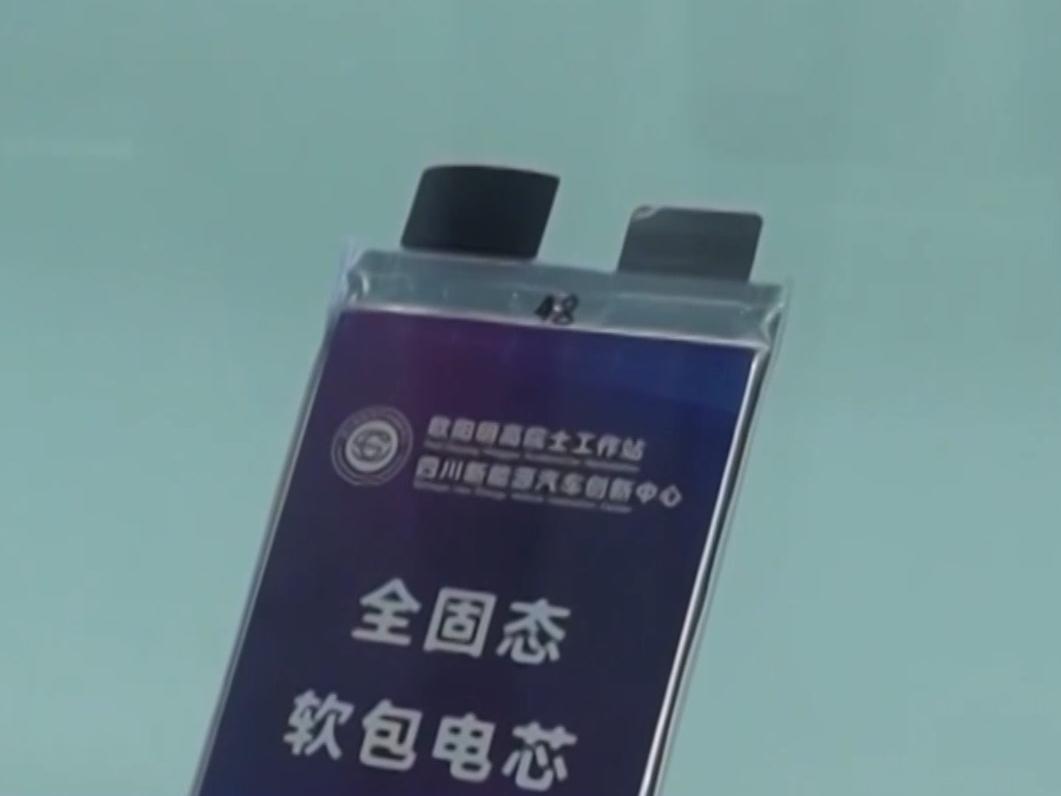 48
欧阳明高院士工作站
四川新能源汽车创新中心
全固态
软包电芯